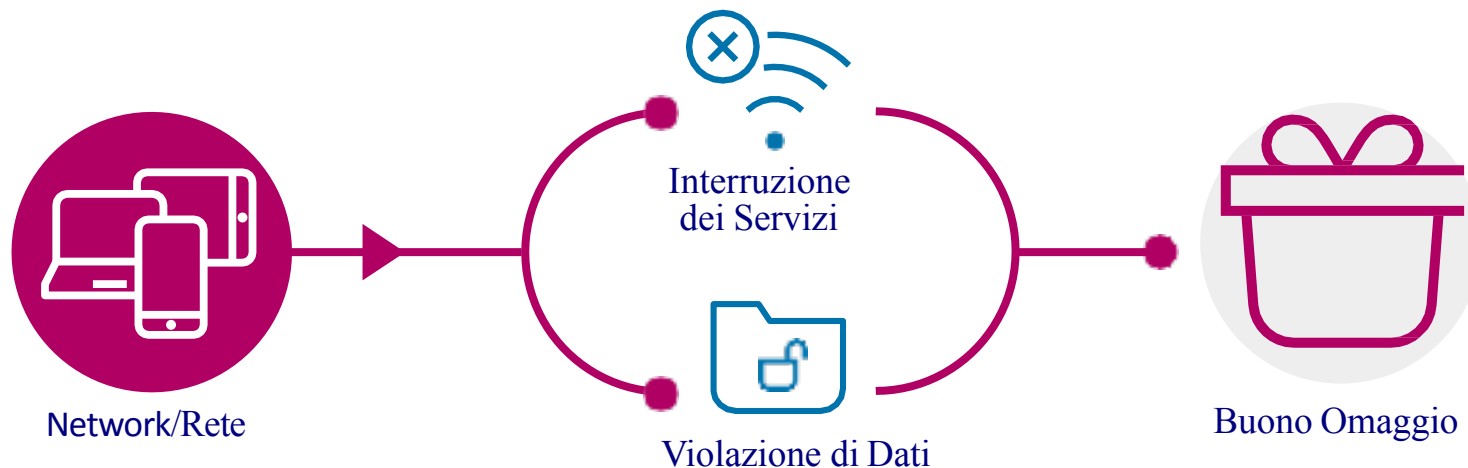 Network/Rete
Interruzione
dei Servizi
Violazione di Dati
Buono Omaggio